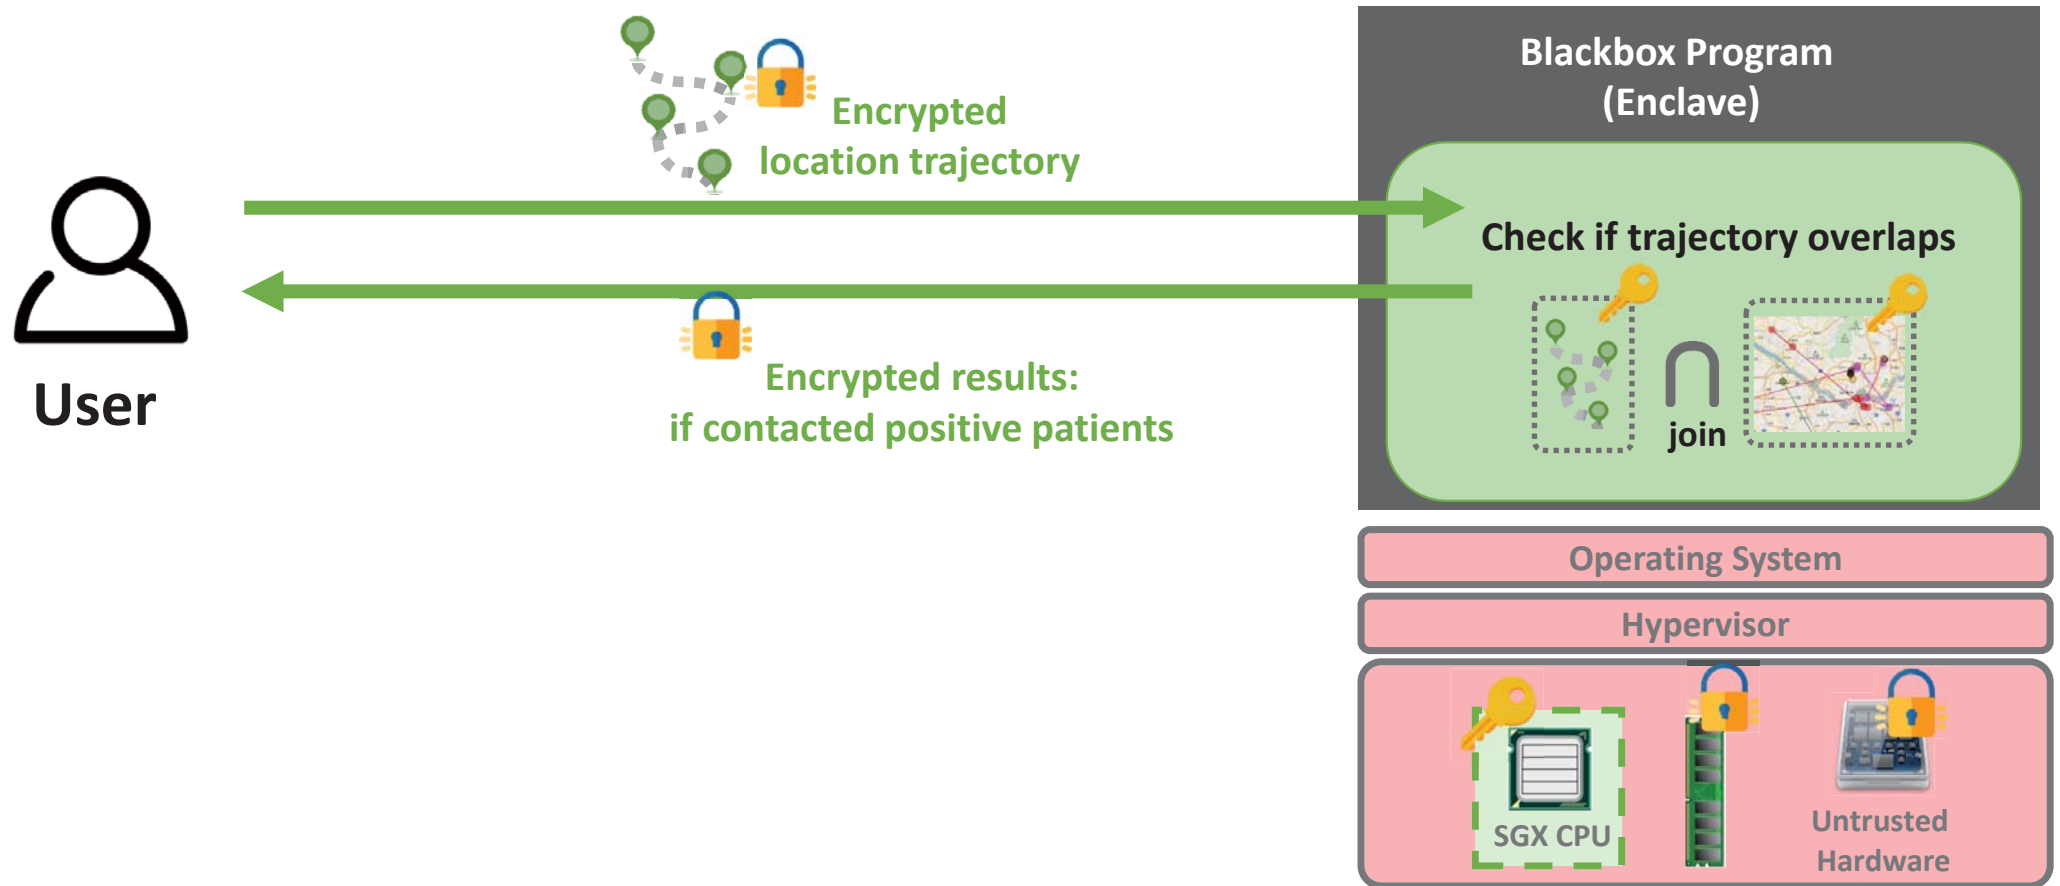 Blackbox Program
(Enclave)
Encrypted
location trajectory
Check if trajectory overlaps
User
Encrypted results:
if contacted positive patients
join
Operating System
Hypervisor
SGX CPU
Untrusted
Hardware